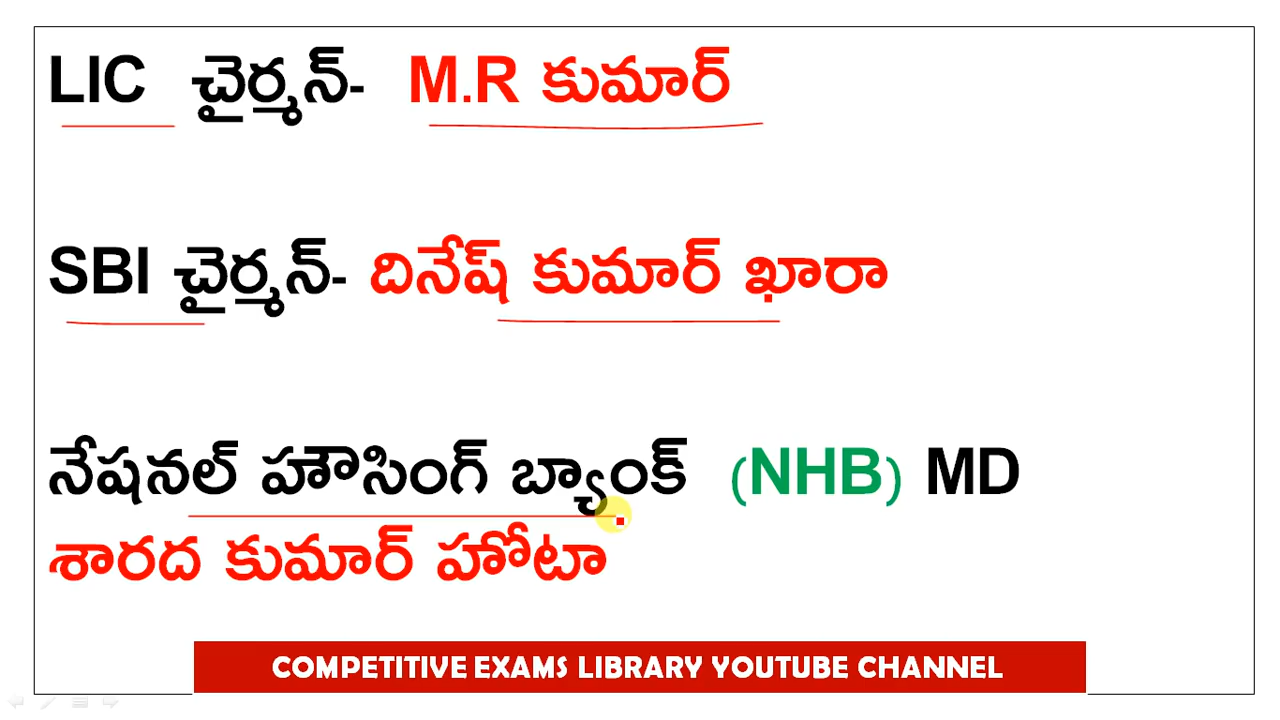 LIC చైర్మన్- M.R కుమార్
SBI చైర్మన్- దినేష్ కుమార్ ఖారా
నేషనల్ హౌసింగ్ బ్యాంక్ (NHB) MD
శారద కుమార్ హోటా
COMPETITIVE EXAMS LIBRARY YOUTUBE CHANNEL